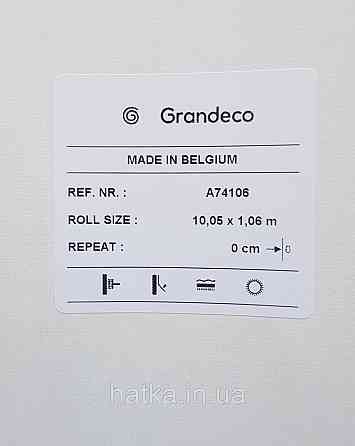 Grandeco
MADE IN BELGIUM
REF. NR. : A74106
ROLL SIZE : 10,05 x 1,06 m
REPEAT : 0 cm →| 0
hatka.in.ua